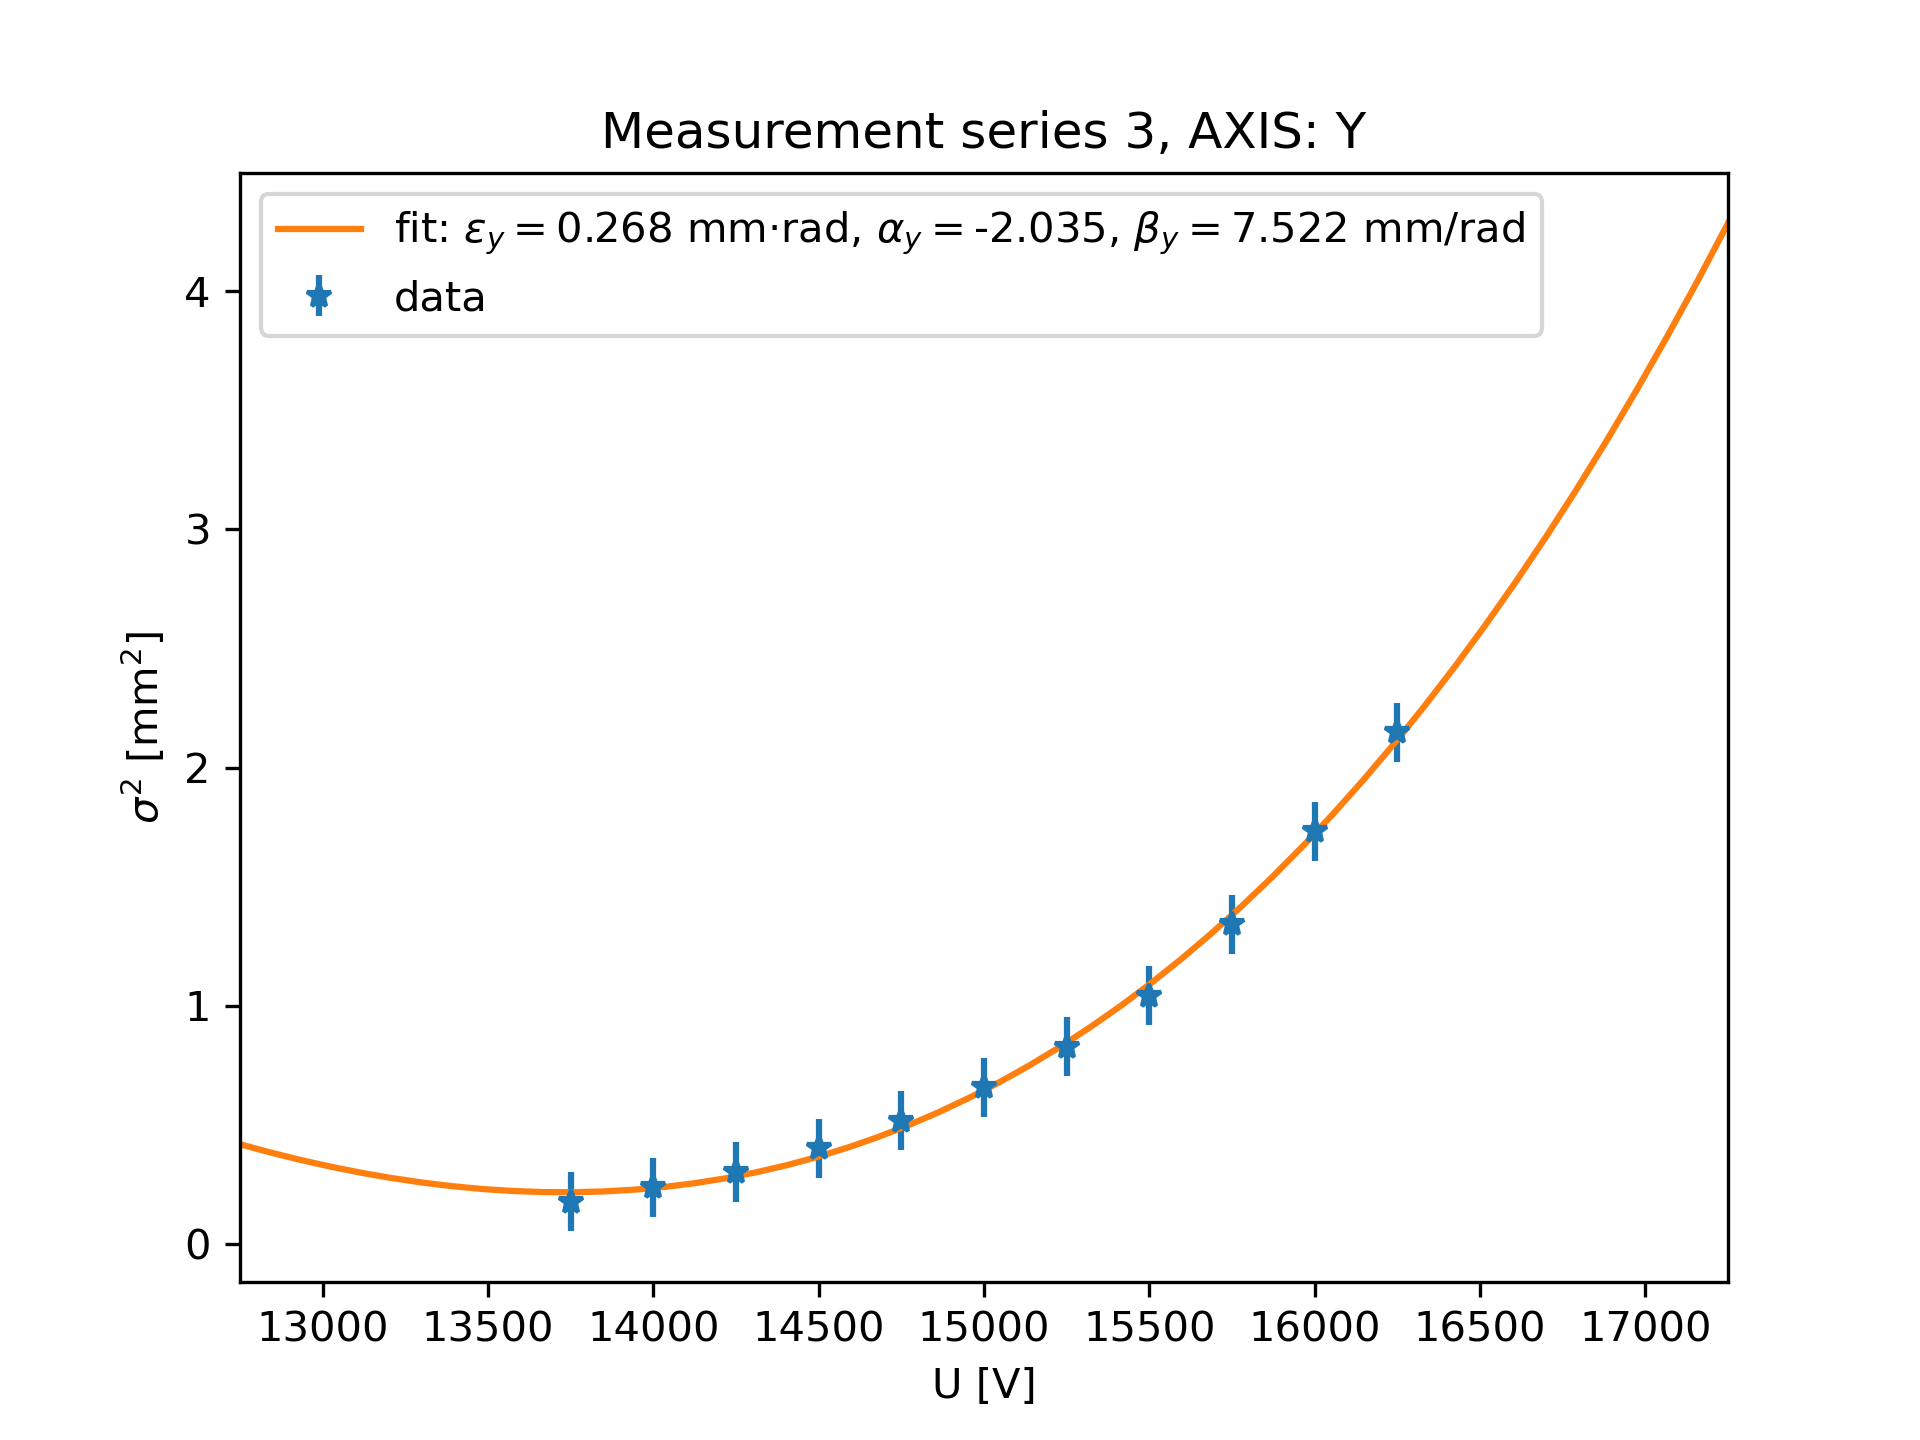 Measurement series 3, AXIS: Y
fit: εy = 0.268 mm·rad, αy = -2.035, βy = 7.522 mm/rad
data
σ² [mm²]
4
3
2
1
0
13000 13500 14000 14500 15000 15500 16000 16500 17000
U [V]